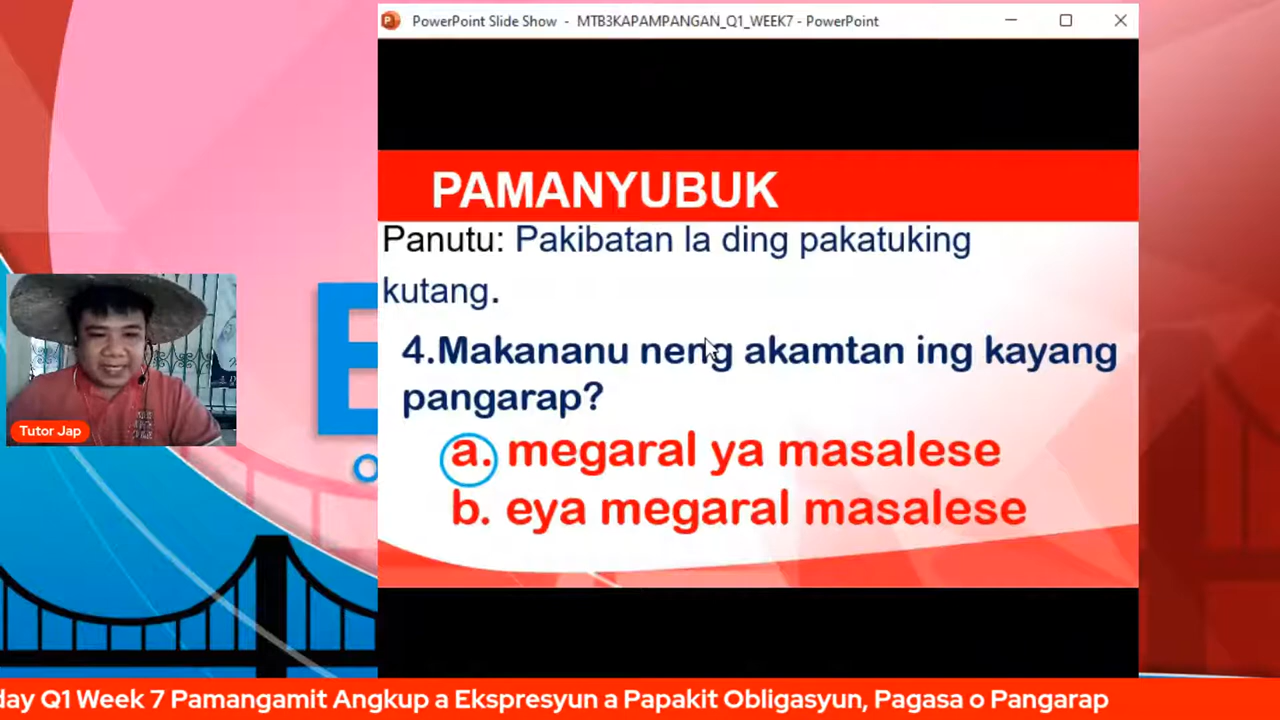 PowerPoint Slide Show - MTB3KAPAMPANGAN_Q1_WEEK7 - PowerPoint
PAMANYUBUK
Panutu: Pakibatan la ding pakatuking
kutang.
4.Makananu neng akamtan ing kayang
pangarap?
a. megaral ya masalese
b. eya megaral masalese
Tutor Jap
day Q1 Week 7 Pamangamit Angkup a Ekspresyun a Papakit Obligasyun, Pagasa o Pangarap